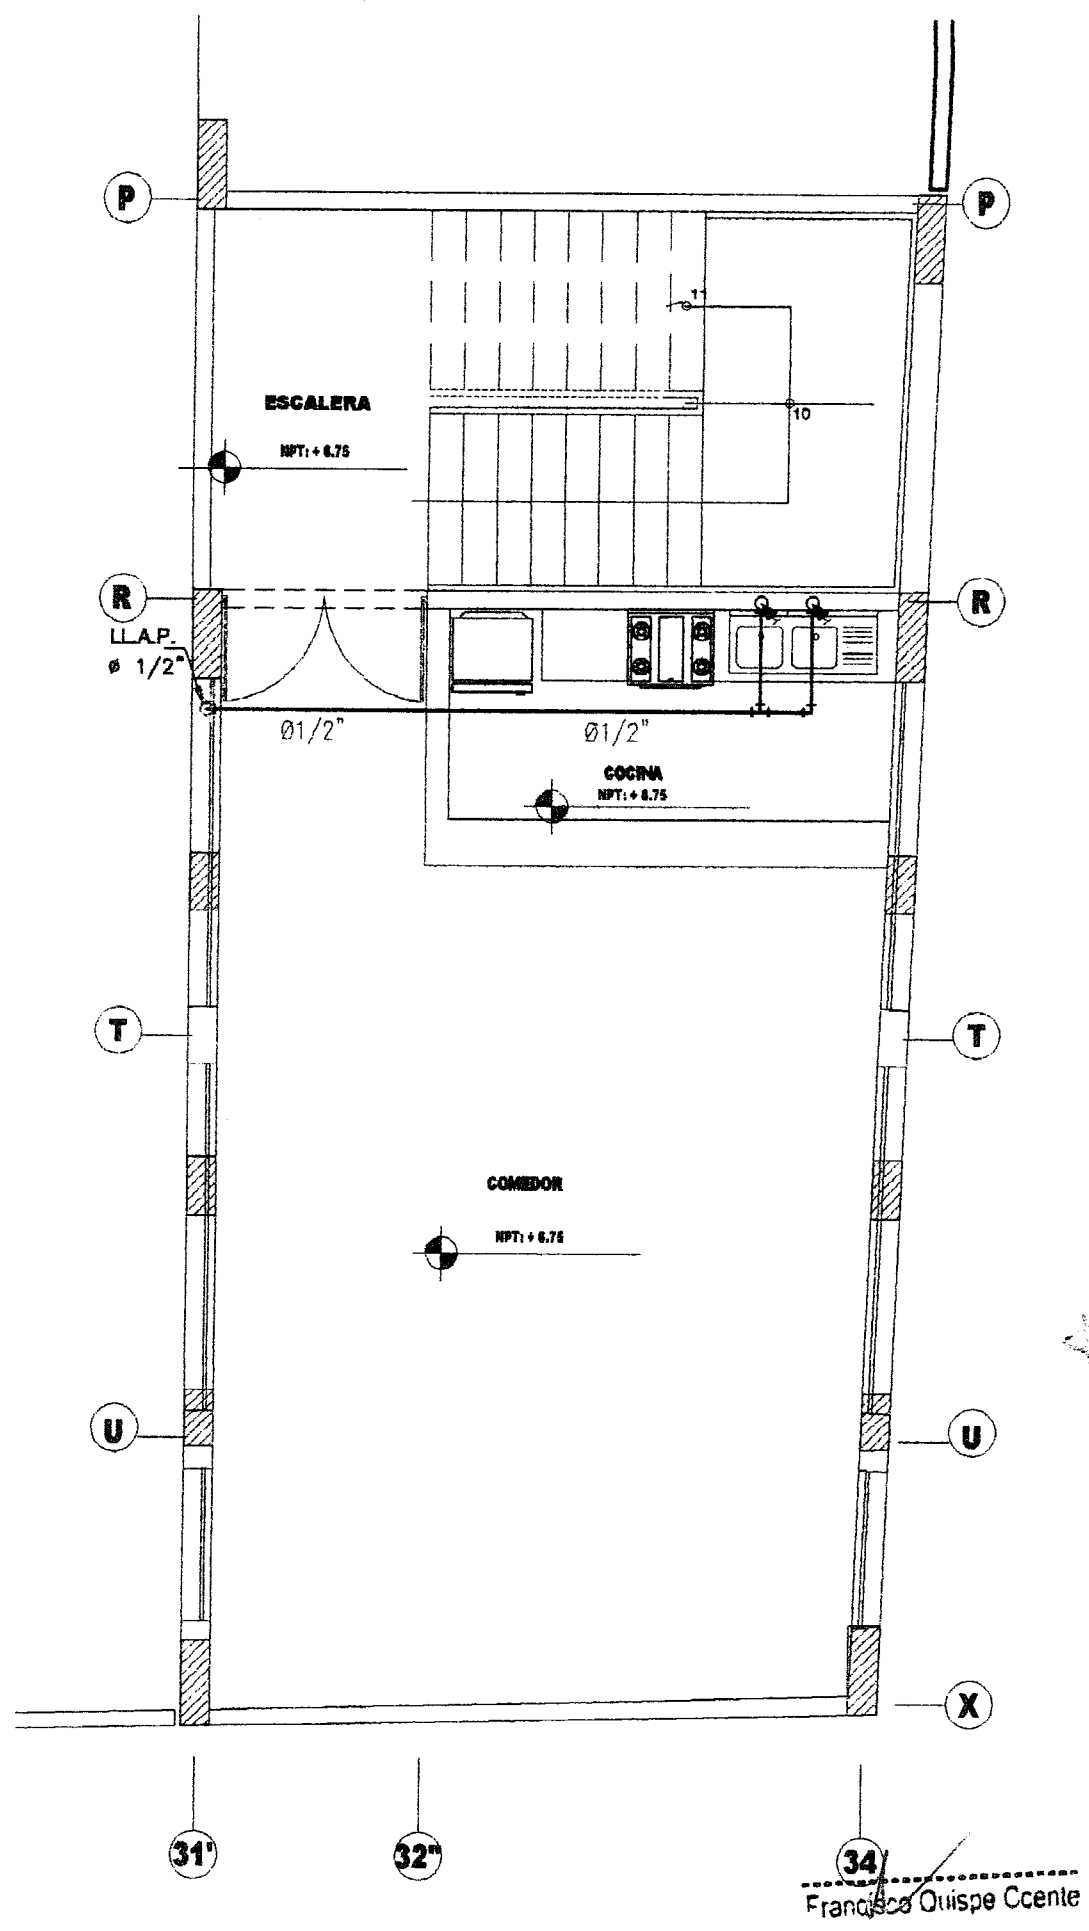 P P
11
10
ESCALERA
NPT: + 6.75
R R
LL.A.P.
ø 1/2"
Ø1/2" Ø1/2"
COCINA
NPT: + 6.75
T T
COMEDOR
NPT: + 6.75
U U
X
31' 32" 34
Francisco Quispe Ccente